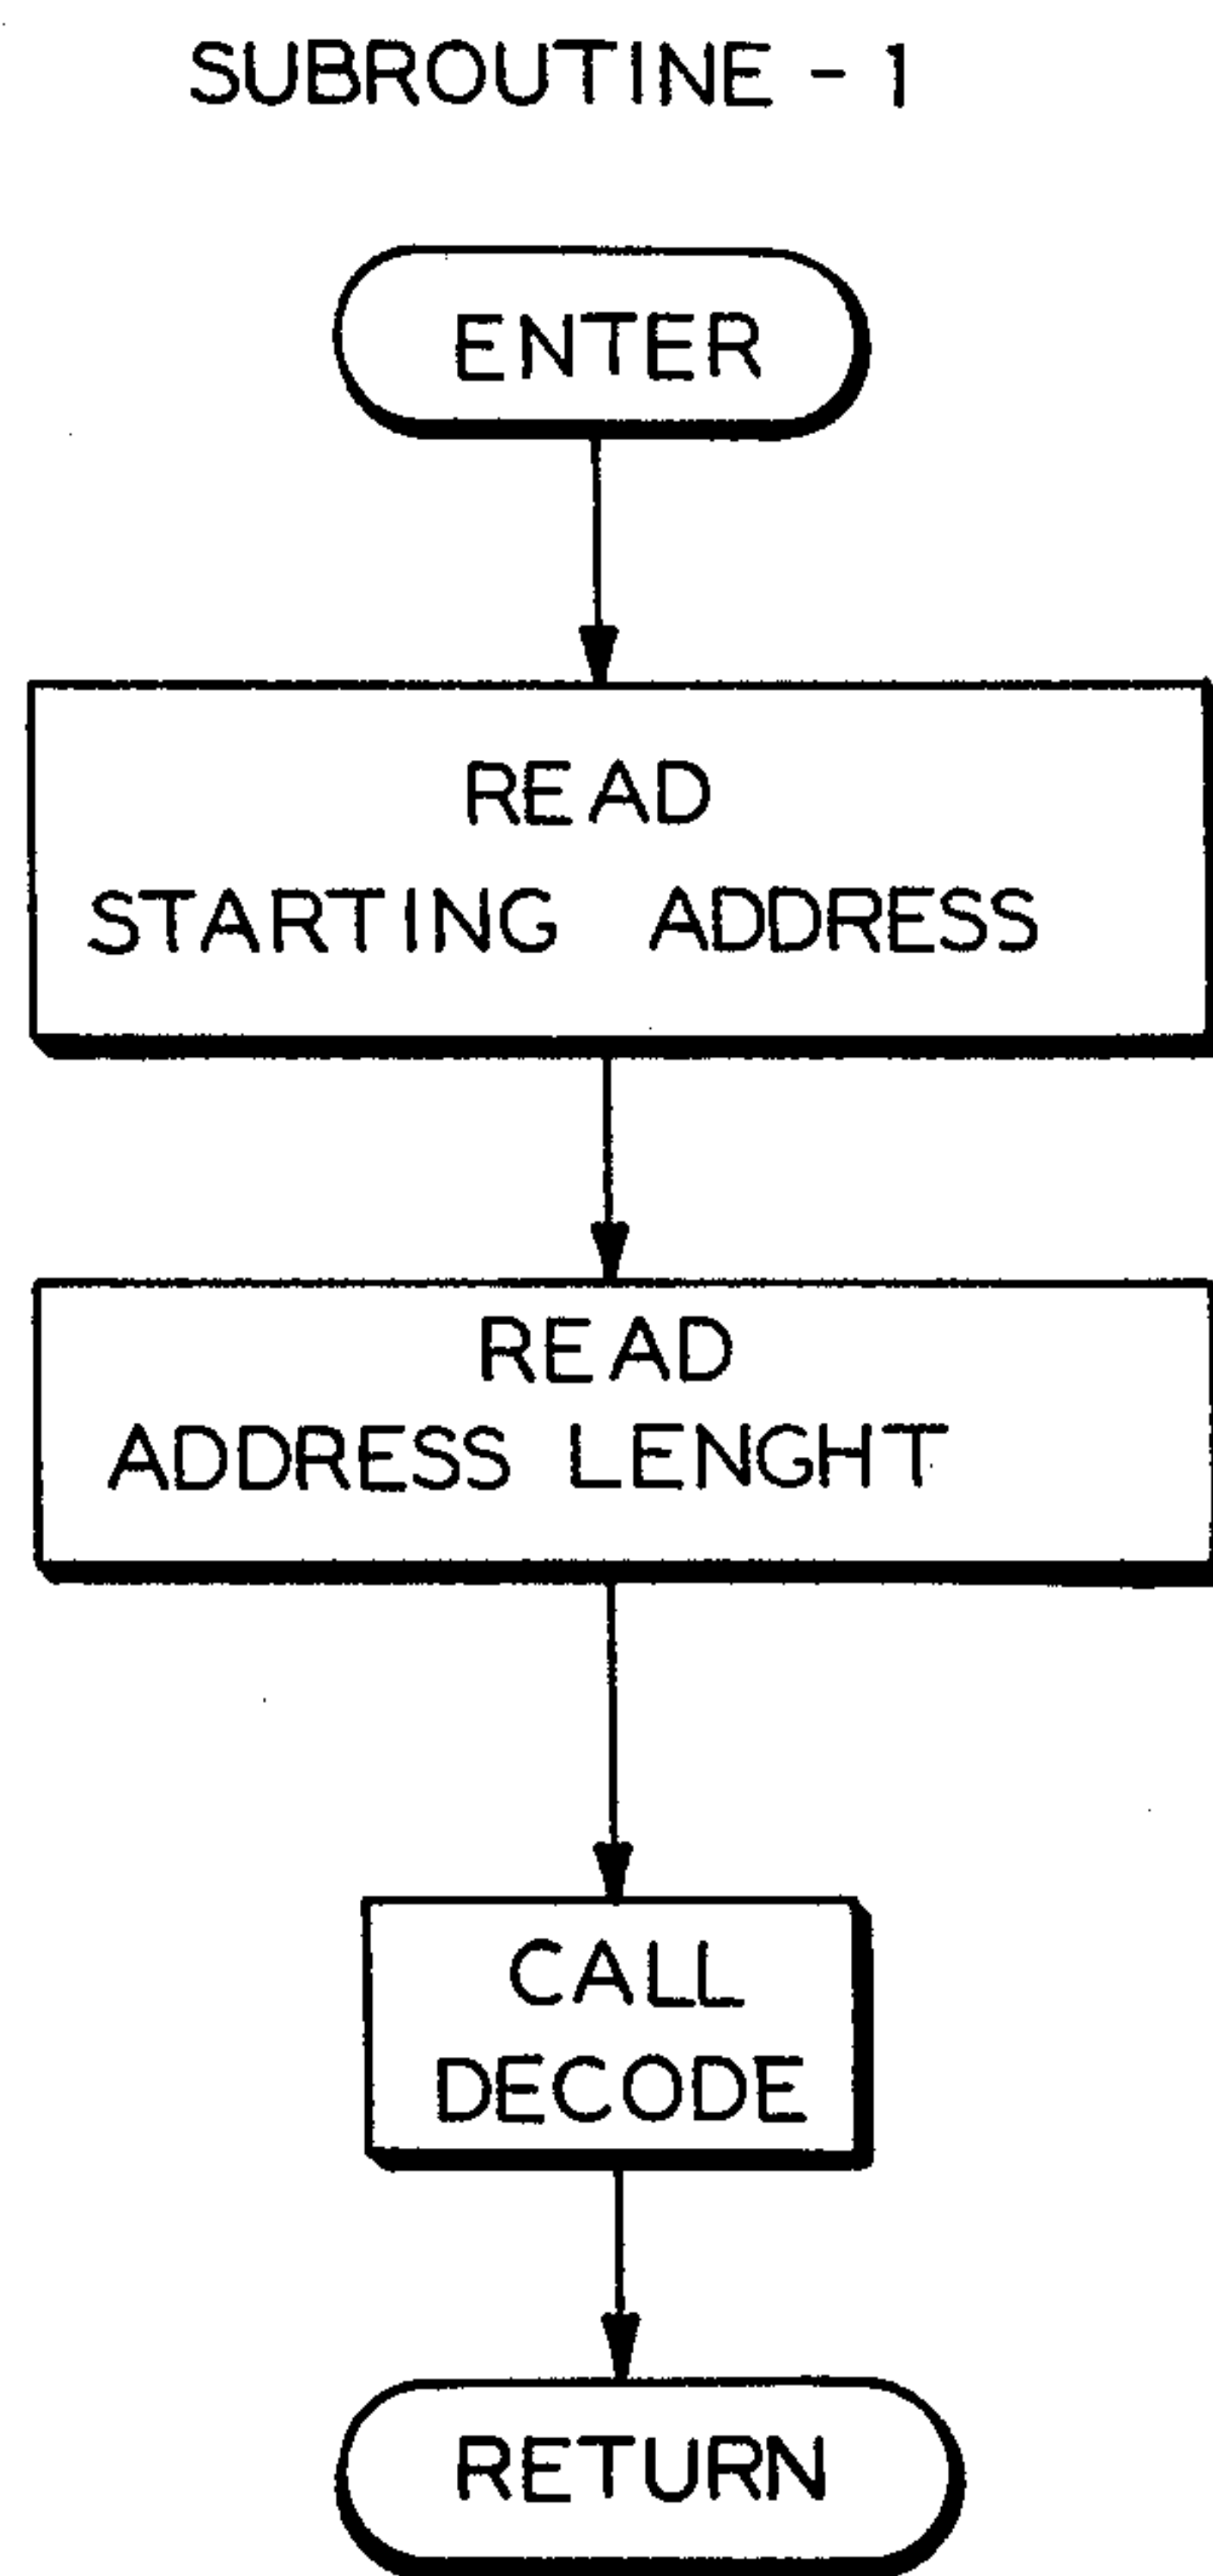 SUBROUTINE - 1
ENTER
READ
STARTING ADDRESS
READ
ADDRESS LENGHT
CALL
DECODE
RETURN